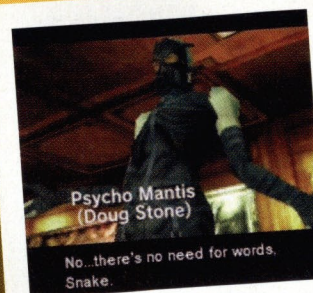 Psycho Mantis
(Doug Stone)
No...there's no need for words,
Snake.